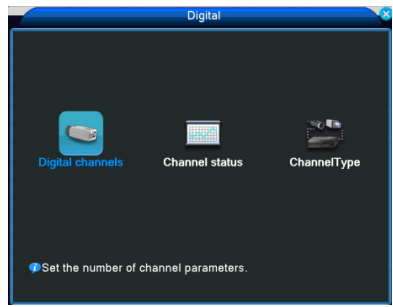 Digital
Digital channels
Channel status
ChannelType
Set the number of channel parameters.